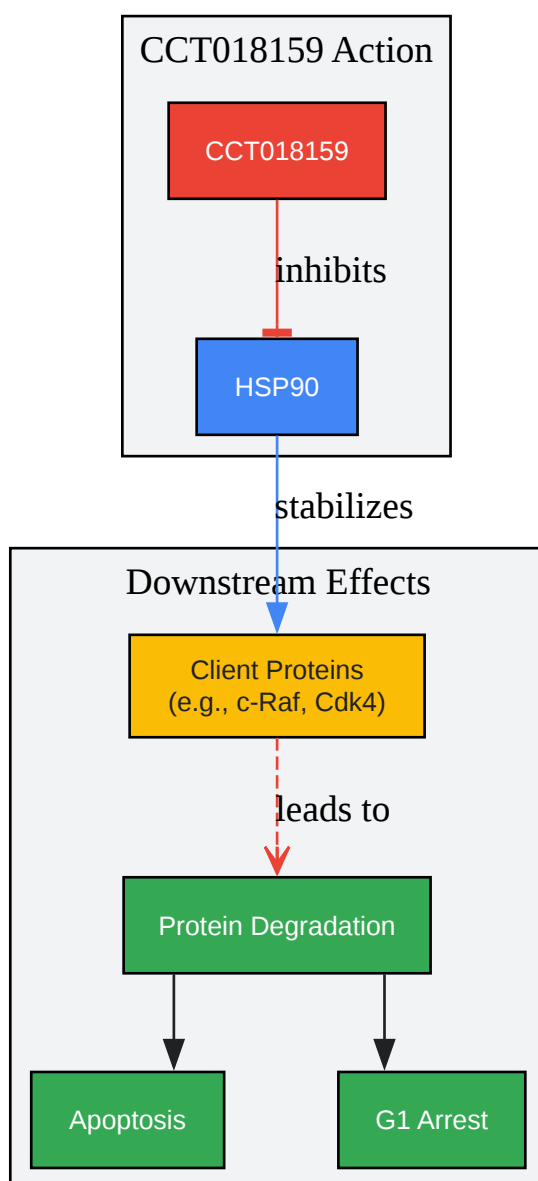 CCT018159 Action
CCT018159
inhibits
HSP90
stabilizes
Downstream Effects
Client Proteins
(e.g., c-Raf, Cdk4)
leads to
Protein Degradation
Apoptosis
G1 Arrest